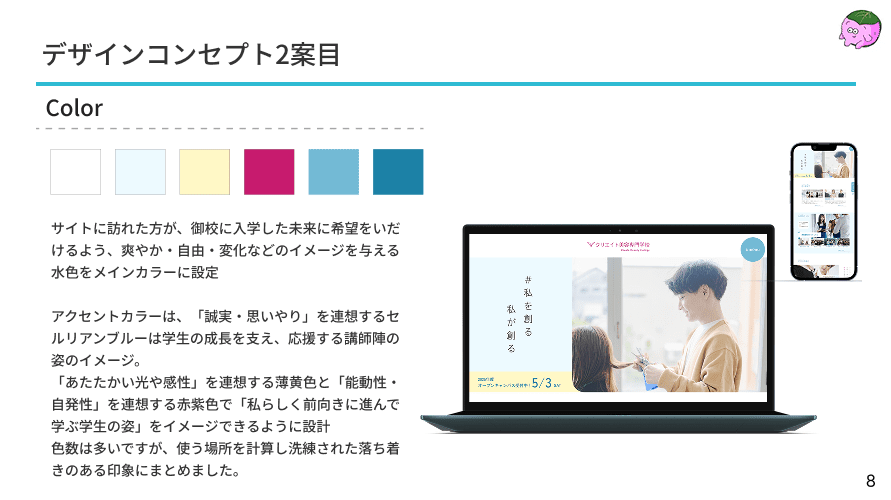 デザインコンセプト2案目
Color
サイトに訪れた方が、御校に入学した未来に希望をいだ
けるよう、爽やか・自由・変化などのイメージを与える
水色をメインカラーに設定
アクセントカラーは、「誠実・思いやり」を連想するセ
ルリアンブルーは学生の成長を支え、応援する講師陣の
姿のイメージ。
「あたたかい光や感性」を連想する薄黄色と「能動性・
自発性」を連想する赤紫色で「私らしく前向きに進んで
学ぶ学生の姿」をイメージできるように設計
色数は多いですが、使う場所を計算し洗練された落ち着
きのある印象にまとめました。
クリエイト美容専門学校
#私を創る
私が創る
オープンキャンパス受付中!
5/3
8